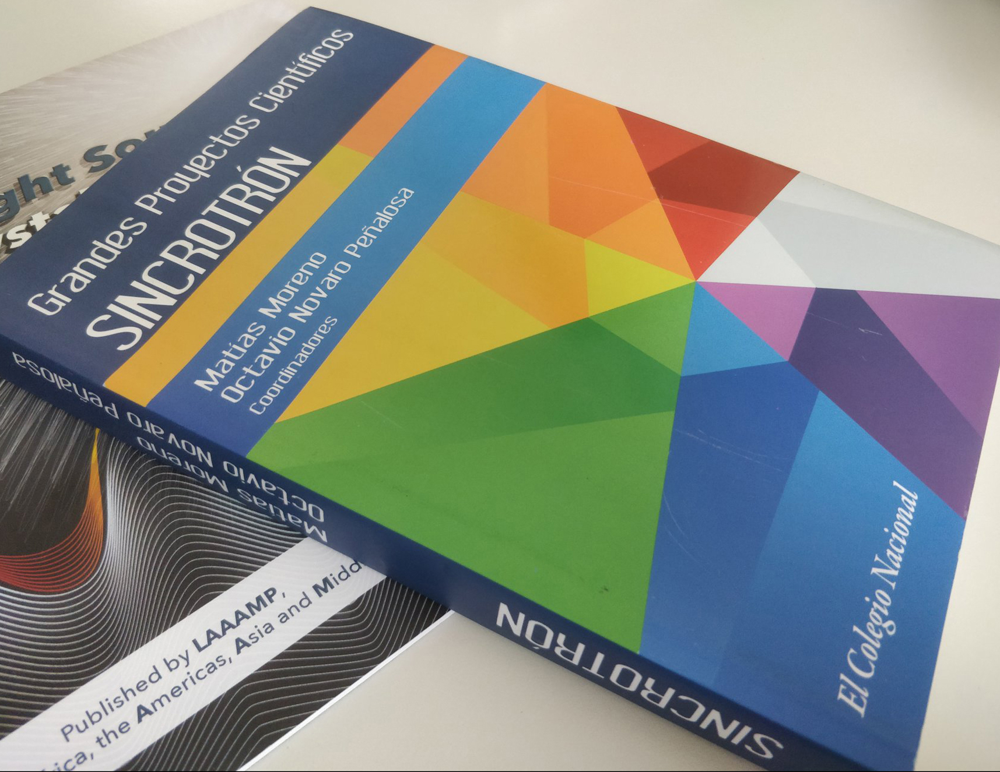 Grandes Proyectos Científicos
SINCROTRÓN
Matías Moreno
Octavio Novaro Peñalosa
Coordinadores
El Colegio Nacional
Matías Moreno
Octavio Novaro Peñalosa
SINCROTRÓN
Published by LAAAMP,
the Americas, Asia and